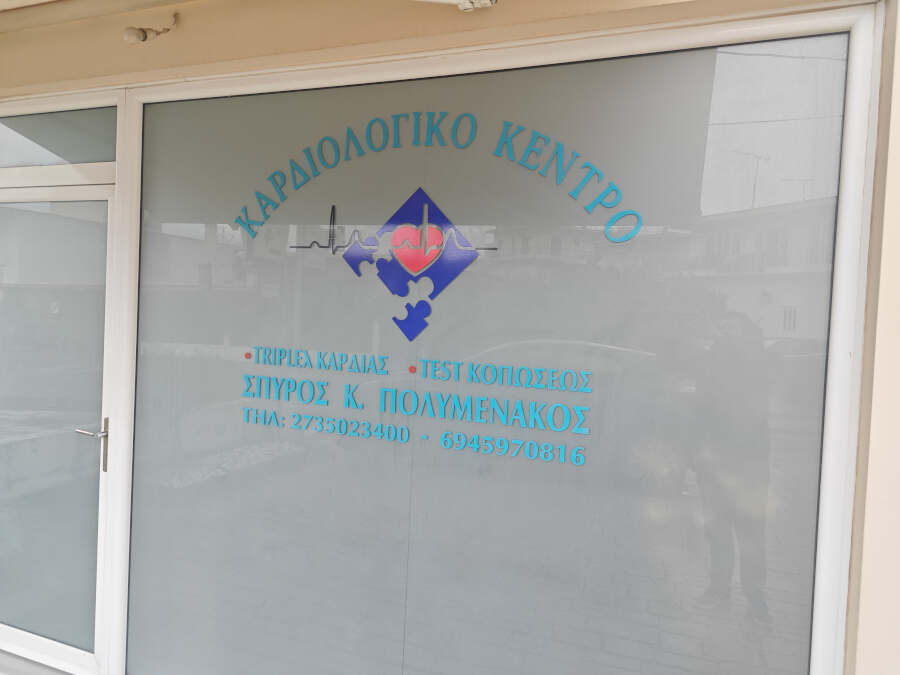 ΚΑΡΔΙΟΛΟΓΙΚΟ ΚΕΝΤΡΟ
•TRIPLEX ΚΑΡΔΙΑΣ •TEST ΚΟΠΩΣΕΩΣ
ΣΠΥΡΟΣ Κ. ΠΟΛΥΜΕΝΑΚΟΣ
ΤΗΛ: 2735023400 - 6945970816